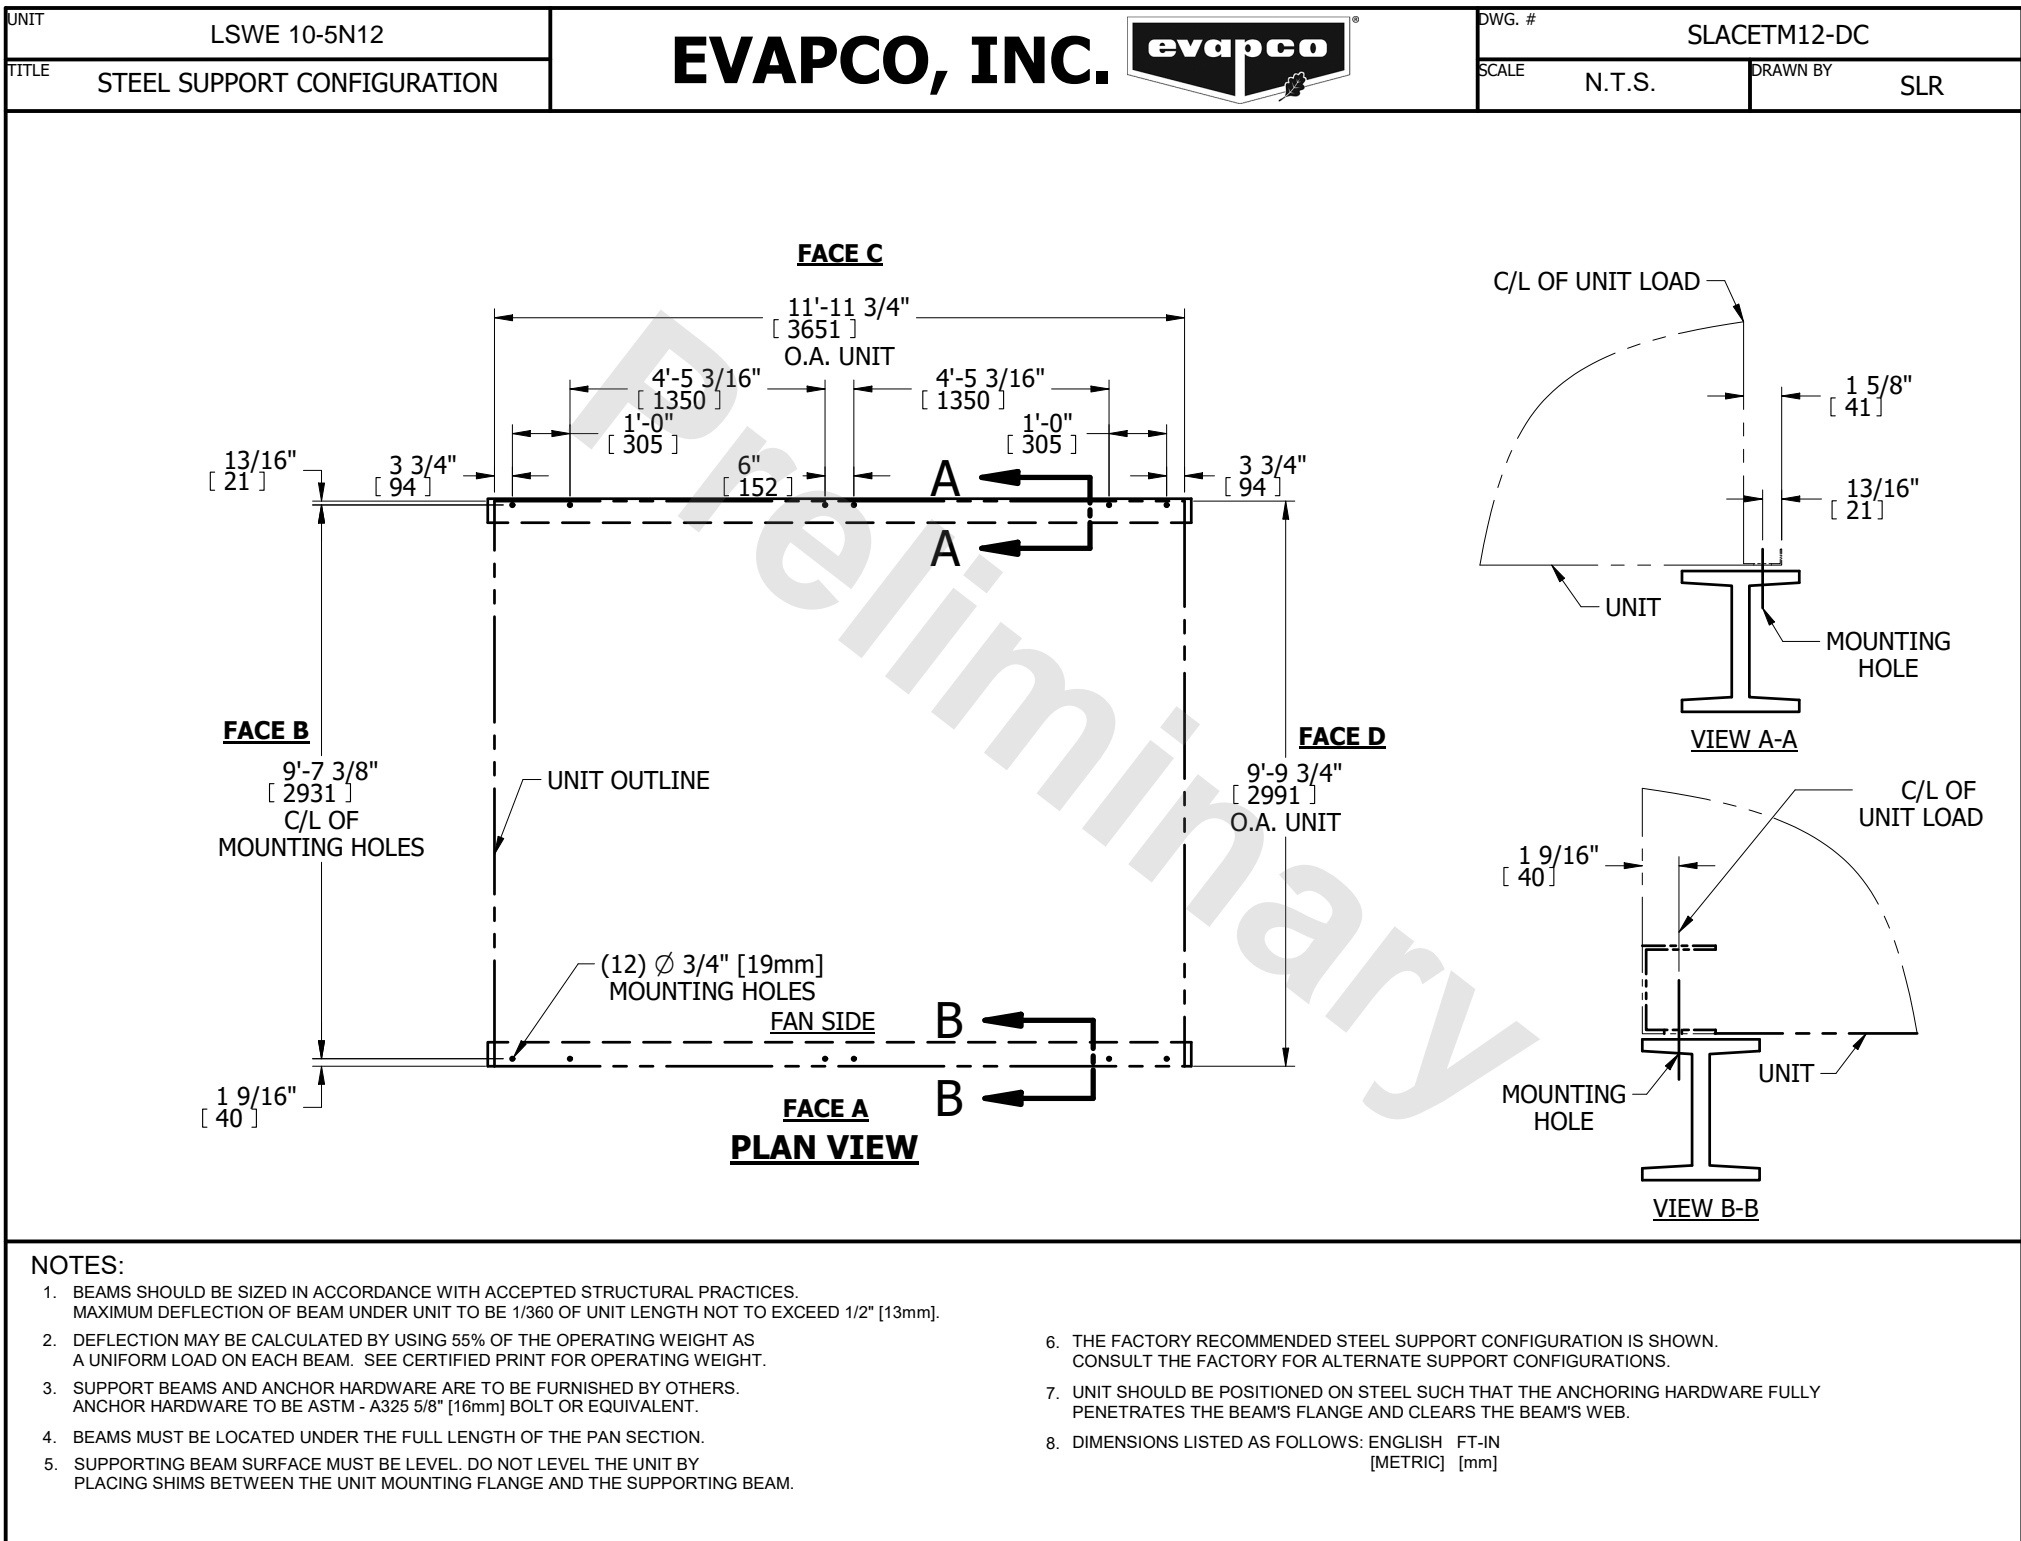 UNIT
LSWE 10-5N12
TITLE
STEEL SUPPORT CONFIGURATION
EVAPCO, INC.
evapco
®
DWG. #
SLACETM12-DC
SCALE
N.T.S.
DRAWN BY
SLR
FACE C
11'-11 3/4"
[ 3651 ]
O.A. UNIT
4'-5 3/16"
[ 1350 ]
4'-5 3/16"
[ 1350 ]
1'-0"
[ 305 ]
1'-0"
[ 305 ]
13/16"
[ 21 ]
3 3/4"
[ 94 ]
6"
[ 152 ]
3 3/4"
[ 94 ]
A
A
FACE B
9'-7 3/8"
[ 2931 ]
C/L OF
MOUNTING HOLES
UNIT OUTLINE
FACE D
9'-9 3/4"
[ 2991 ]
O.A. UNIT
(12) Ø 3/4" [19mm]
MOUNTING HOLES
FAN SIDE
B
B
1 9/16"
[ 40 ]
FACE A
PLAN VIEW
Preliminary
C/L OF UNIT LOAD
1 5/8"
[ 41 ]
13/16"
[ 21 ]
UNIT
MOUNTING
HOLE
VIEW A-A
C/L OF
UNIT LOAD
1 9/16"
[ 40 ]
UNIT
MOUNTING
HOLE
VIEW B-B
NOTES:
1. BEAMS SHOULD BE SIZED IN ACCORDANCE WITH ACCEPTED STRUCTURAL PRACTICES.
MAXIMUM DEFLECTION OF BEAM UNDER UNIT TO BE 1/360 OF UNIT LENGTH NOT TO EXCEED 1/2" [13mm].
2. DEFLECTION MAY BE CALCULATED BY USING 55% OF THE OPERATING WEIGHT AS
A UNIFORM LOAD ON EACH BEAM. SEE CERTIFIED PRINT FOR OPERATING WEIGHT.
3. SUPPORT BEAMS AND ANCHOR HARDWARE ARE TO BE FURNISHED BY OTHERS.
ANCHOR HARDWARE TO BE ASTM - A325 5/8" [16mm] BOLT OR EQUIVALENT.
4. BEAMS MUST BE LOCATED UNDER THE FULL LENGTH OF THE PAN SECTION.
5. SUPPORTING BEAM SURFACE MUST BE LEVEL. DO NOT LEVEL THE UNIT BY
PLACING SHIMS BETWEEN THE UNIT MOUNTING FLANGE AND THE SUPPORTING BEAM.
6. THE FACTORY RECOMMENDED STEEL SUPPORT CONFIGURATION IS SHOWN.
CONSULT THE FACTORY FOR ALTERNATE SUPPORT CONFIGURATIONS.
7. UNIT SHOULD BE POSITIONED ON STEEL SUCH THAT THE ANCHORING HARDWARE FULLY
PENETRATES THE BEAM'S FLANGE AND CLEARS THE BEAM'S WEB.
8. DIMENSIONS LISTED AS FOLLOWS: ENGLISH FT-IN
[METRIC] [mm]